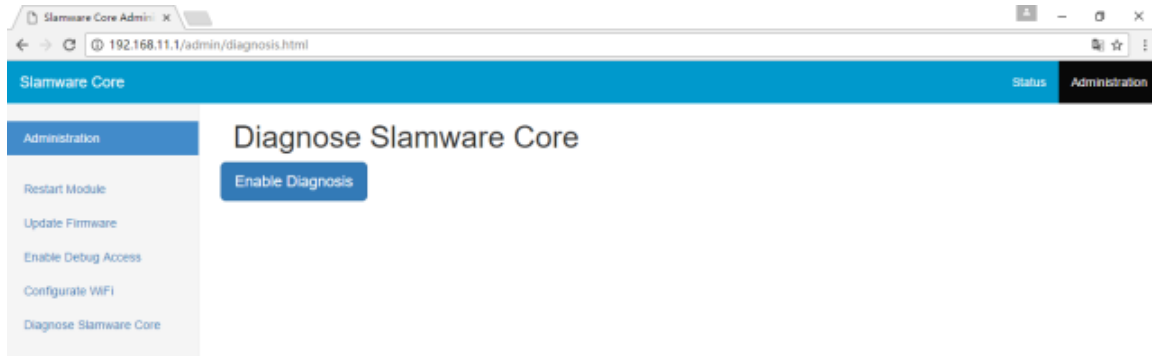 Slamware Core Admini
192.168.11.1/admin/diagnosis.html
Slamware Core
Status
Administration
Administration
Diagnose Slamware Core
Enable Diagnosis
Restart Module
Update Firmware
Enable Debug Access
Configurate WiFi
Diagnose Slamware Core